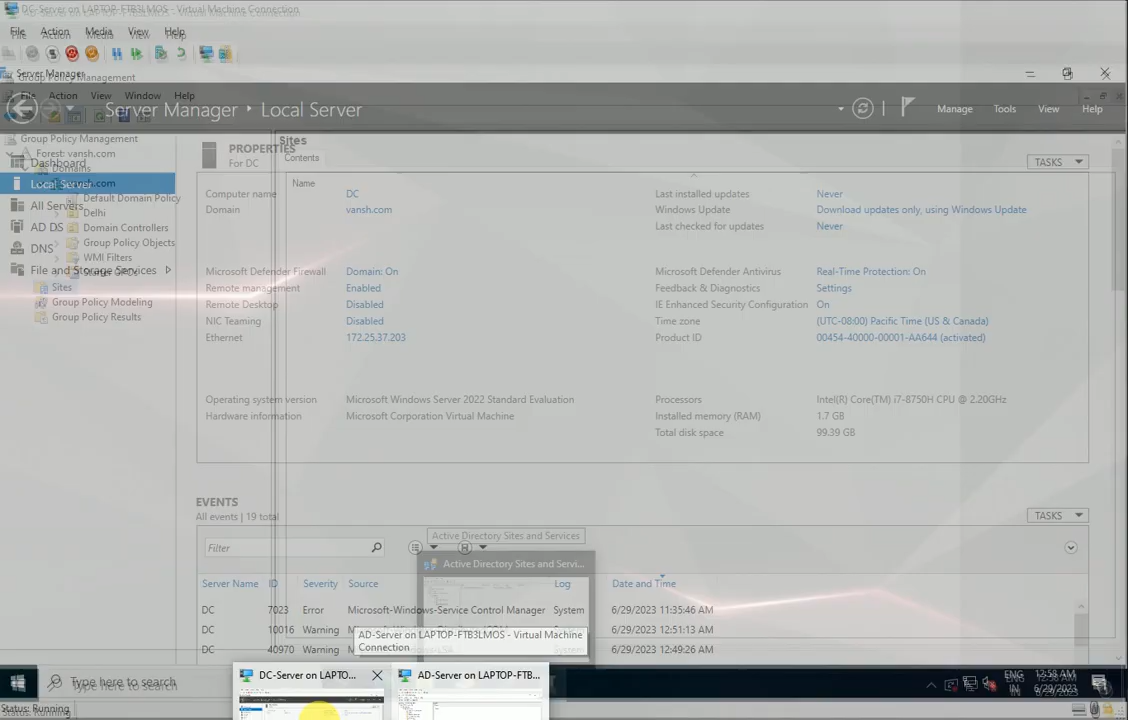 DC-Server on LAPTOP-FTB3LMOS - Virtual Machine Connection
File Action Media View Help
Server Manager
Group Policy Management
File Action View Window Help
Server Manager • Local Server
Manage Tools View Help
Group Policy Management
Forest: vansh.com
Domains
vansh.com
Default Domain Policy
Delhi
Domain Controllers
Group Policy Objects
WMI Filters
Starter GPOs
Sites
Group Policy Modeling
Group Policy Results
Dashboard
Local Server
All Servers
AD DS
DNS
File and Storage Services
Sites
Contents
Name
PROPERTIES
For DC
TASKS
Computer name DC
Domain vansh.com
Last installed updates Never
Windows Update Download updates only, using Windows Update
Last checked for updates Never
Microsoft Defender Firewall Domain: On
Remote management Enabled
Remote Desktop Disabled
NIC Teaming Disabled
Ethernet 172.25.37.203
Microsoft Defender Antivirus Real-Time Protection: On
Feedback & Diagnostics Settings
IE Enhanced Security Configuration On
Time zone (UTC-08:00) Pacific Time (US & Canada)
Product ID 00454-40000-00001-AA644 (activated)
Operating system version Microsoft Windows Server 2022 Standard Evaluation
Hardware information Microsoft Corporation Virtual Machine
Processors Intel(R) Core(TM) i7-8750H CPU @ 2.20GHz
Installed memory (RAM) 1.7 GB
Total disk space 99.39 GB
EVENTS
All events | 19 total
TASKS
Filter
Active Directory Sites and Services
Active Directory Sites and Servi...
Server Name ID Severity Source Log Date and Time
DC 7023 Error Microsoft-Windows-Service Control Manager System 6/29/2023 11:35:46 AM
DC 10016 Warning 6/29/2023 12:51:13 AM
DC 40970 Warning System 6/29/2023 12:49:26 AM
AD-Server on LAPTOP-FTB3LMOS - Virtual Machine
Connection
DC-Server on LAPTO...
AD-Server on LAPTOP-FTB...
Type here to search
ENG
IN
12:58 AM
6/29/2023
Status: Running